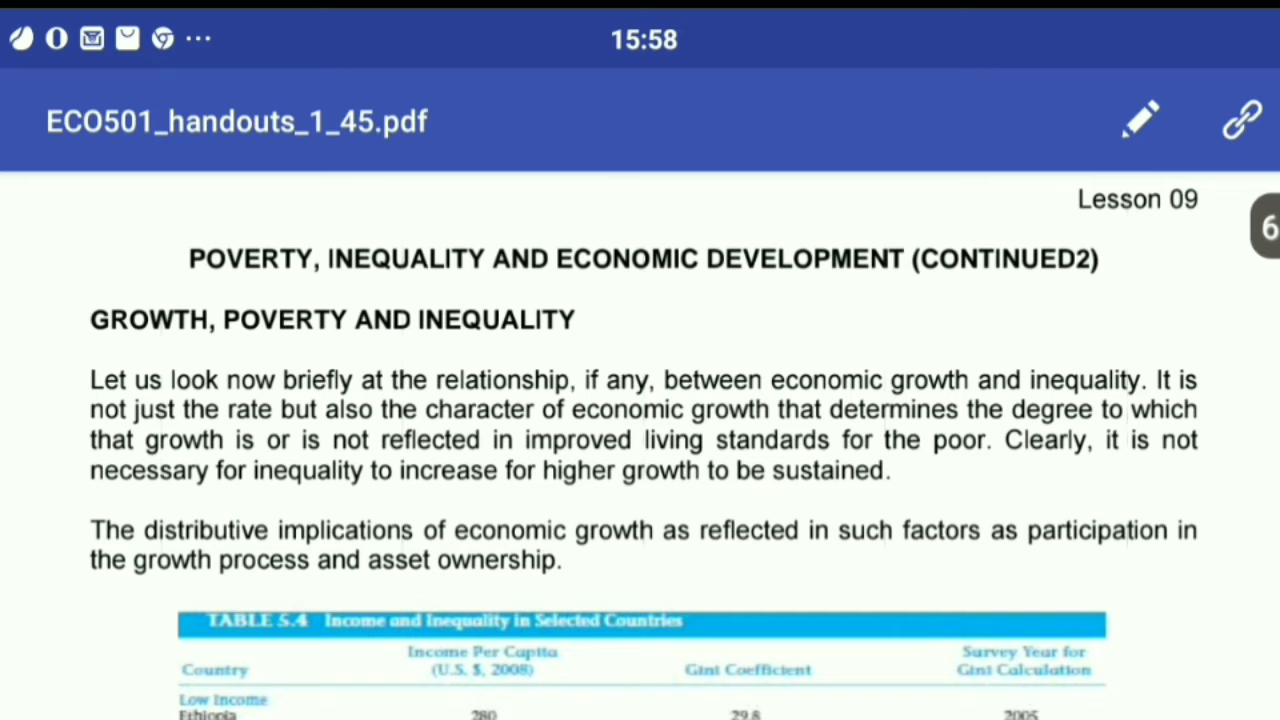 15:58
ECO501_handouts_1_45.pdf
Lesson 09
6
POVERTY, INEQUALITY AND ECONOMIC DEVELOPMENT (CONTINUED2)
GROWTH, POVERTY AND INEQUALITY
Let us look now briefly at the relationship, if any, between economic growth and inequality. It is
not just the rate but also the character of economic growth that determines the degree to which
that growth is or is not reflected in improved living standards for the poor. Clearly, it is not
necessary for inequality to increase for higher growth to be sustained.
The distributive implications of economic growth as reflected in such factors as participation in
the growth process and asset ownership.
TABLE 5.4 Income and Inequality in Selected Countries
Income Per Capita Survey Year for
Country (U.S. $, 2008) Gini Coefficient Gini Calculation
Low Income
Ethiopia 280 29.8 2005